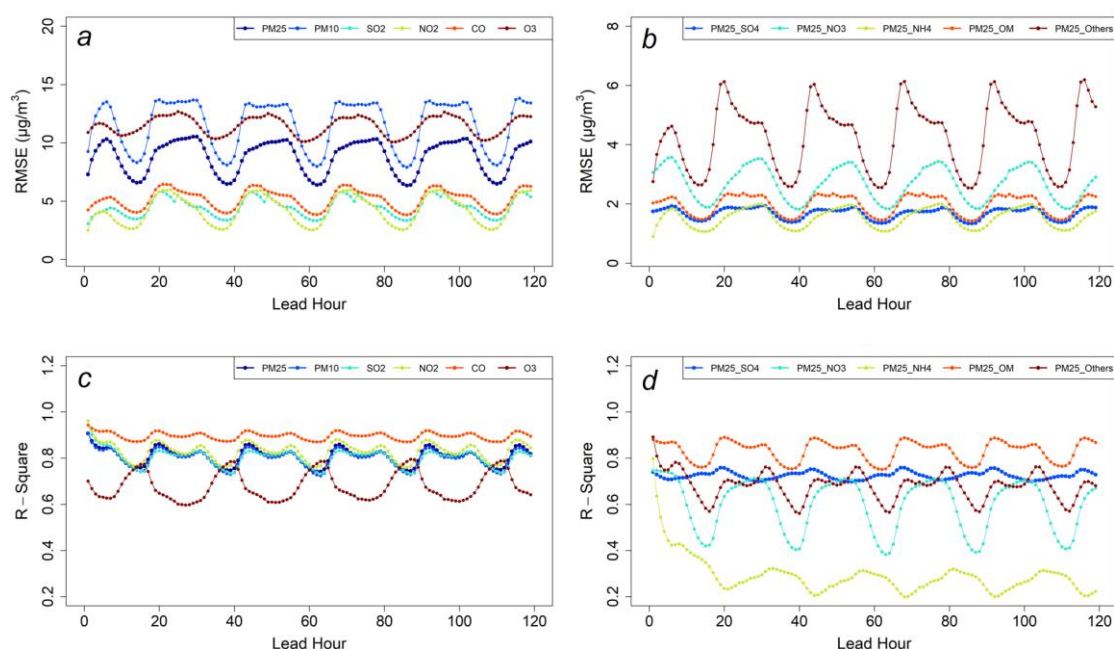 a
PM25 PM10 SO2 NO2 CO O3
RMSE (μg/m³)
20
15
10
5
0
0 20 40 60 80 100 120
Lead Hour
b
PM25_SO4 PM25_NO3 PM25_NH4 PM25_OM PM25_Others
RMSE (μg/m³)
8
6
4
2
0
0 20 40 60 80 100 120
Lead Hour
c
PM25 PM10 SO2 NO2 CO O3
R – Square
1.2
1.0
0.8
0.6
0.4
0.2
0 20 40 60 80 100 120
Lead Hour
d
PM25_SO4 PM25_NO3 PM25_NH4 PM25_OM PM25_Others
R – Square
1.2
1.0
0.8
0.6
0.4
0.2
0 20 40 60 80 100 120
Lead Hour